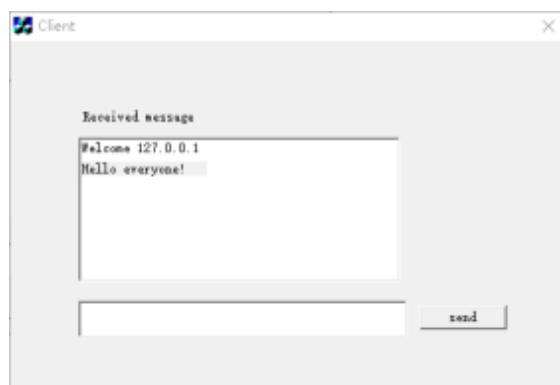 Client
Received message
Welcome 127.0.0.1
Hello everyone!
send